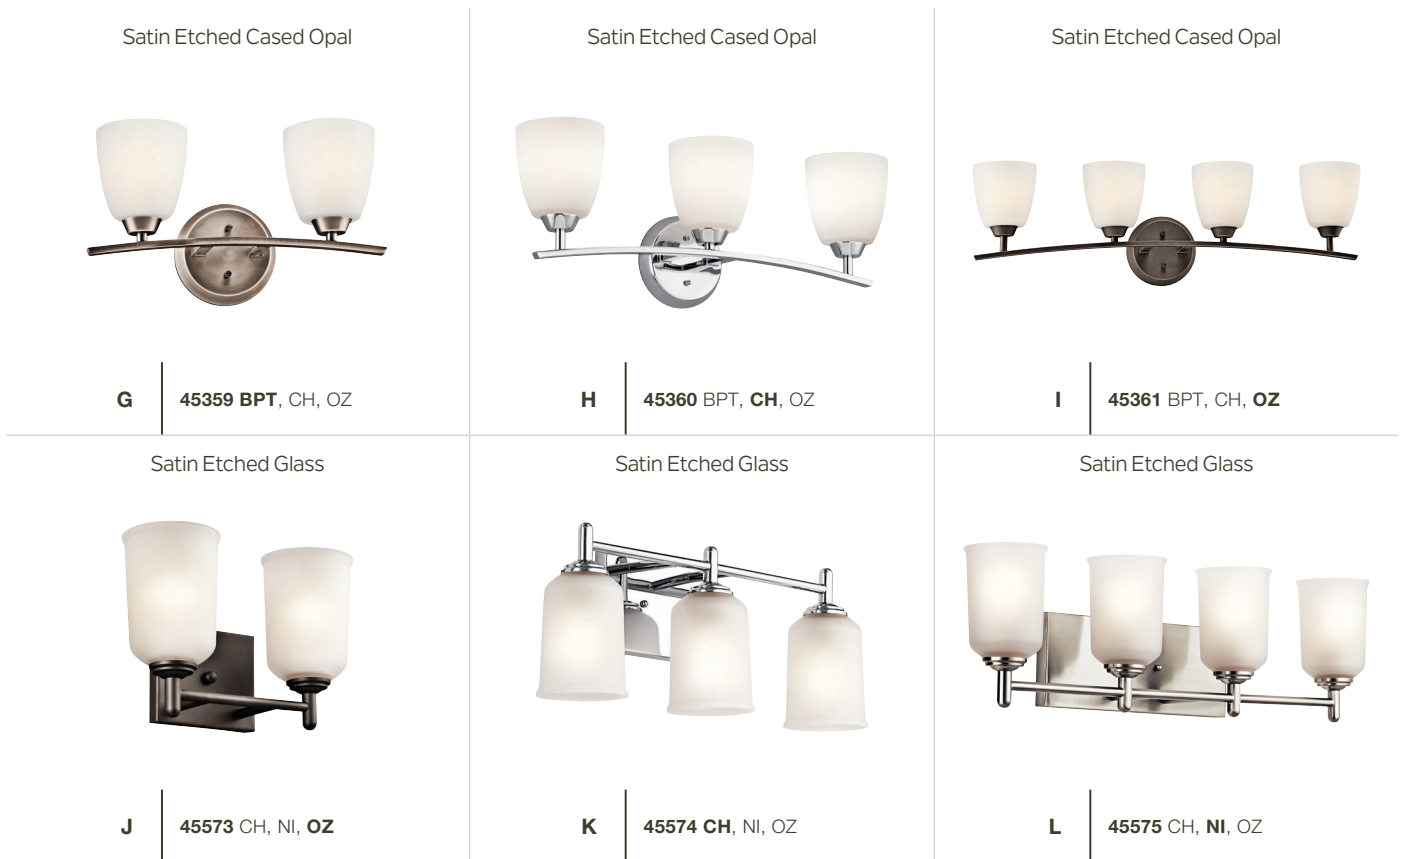 Satin Etched Cased Opal
Satin Etched Cased Opal
Satin Etched Cased Opal
G 45359 BPT, CH, OZ
H 45360 BPT, CH, OZ
I 45361 BPT, CH, OZ
Satin Etched Glass
Satin Etched Glass
Satin Etched Glass
J 45573 CH, NI, OZ
K 45574 CH, NI, OZ
L 45575 CH, NI, OZ